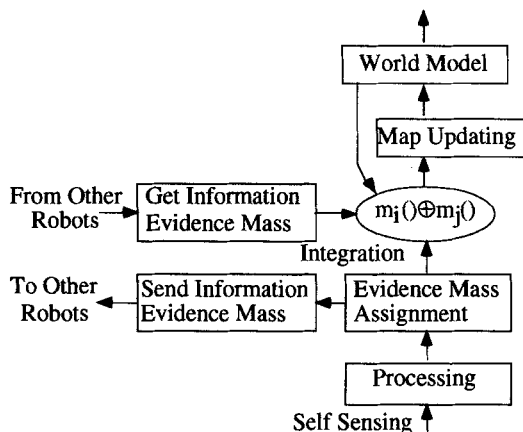 World Model
Map Updating
From Other
Robots
Get Information
Evidence Mass
mi()⊕mj()
Integration
To Other
Robots
Send Information
Evidence Mass
Evidence Mass
Assignment
Processing
Self Sensing